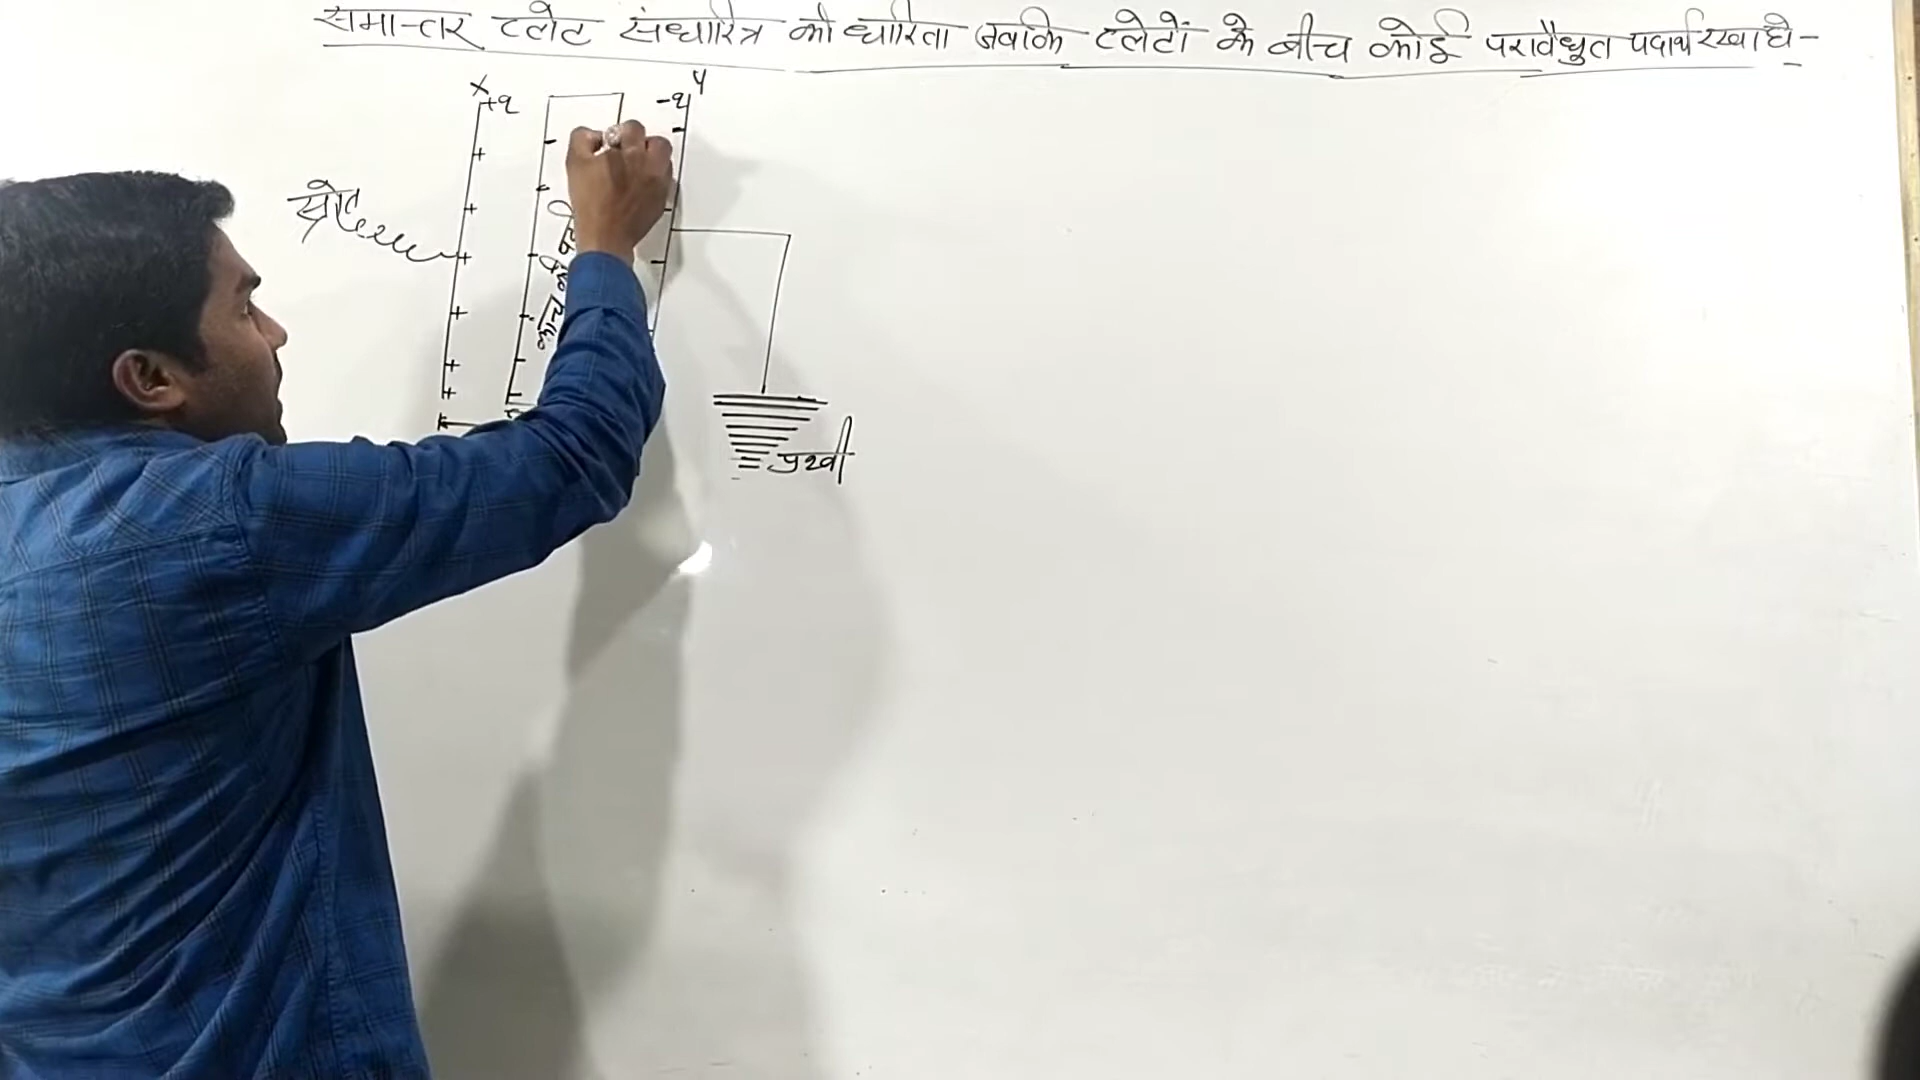 समान्तर प्लेट संधारित्र की धारिता जबकि प्लेटों के बीच कोई परावैधुत पदार्थ रखा है-
X
+q
-q
Y
स्रोत
पृथ्वी